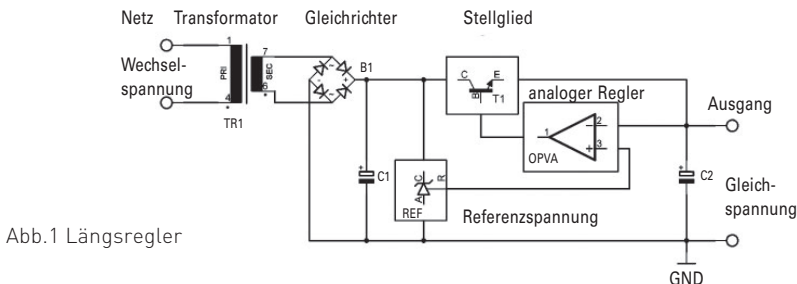 Netz Transformator Gleichrichter Stellglied
Wechsel-
spannung
1
4
PRI
SEC
7
6
TR1
~
~
-
+
B1
C E
B
T1
analoger Regler
1
2
3
-
+
OPVA
Ausgang
+
C1
C
R
A
REF
Referenzspannung
+
C2
Gleich-
spannung
GND
Abb.1 Längsregler